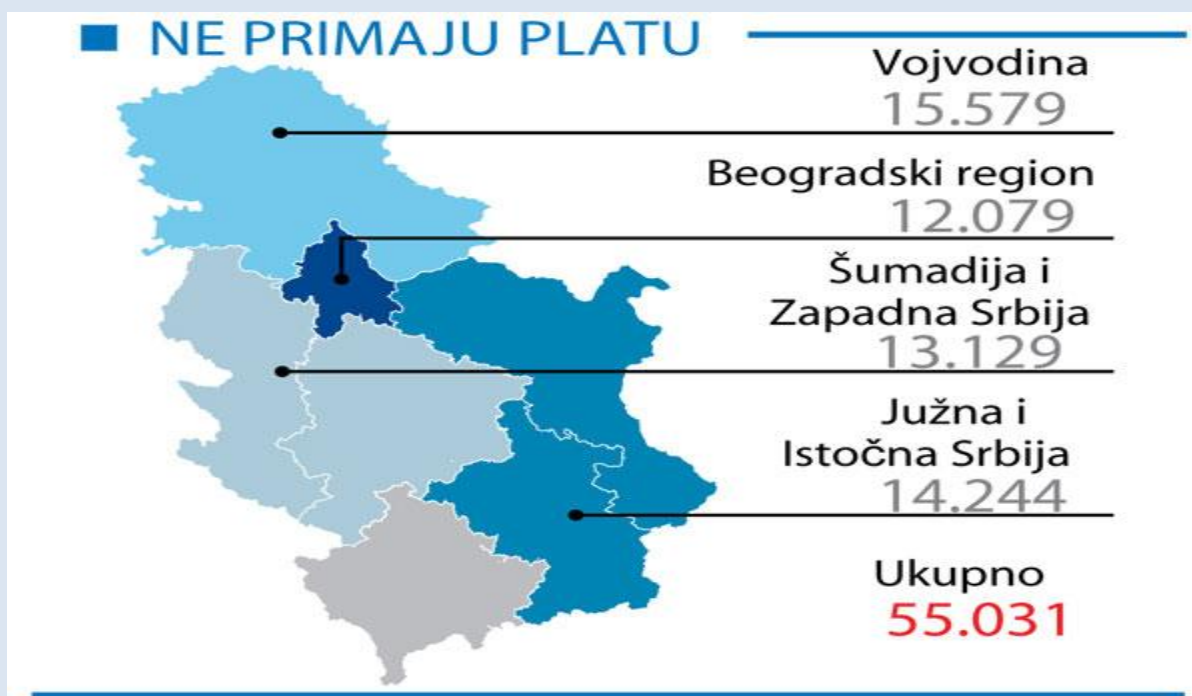 NE PRIMAJU PLATU
Vojvodina
15.579
Beogradski region
12.079
Šumadija i
Zapadna Srbija
13.129
Južna i
Istočna Srbija
14.244
Ukupno
55.031